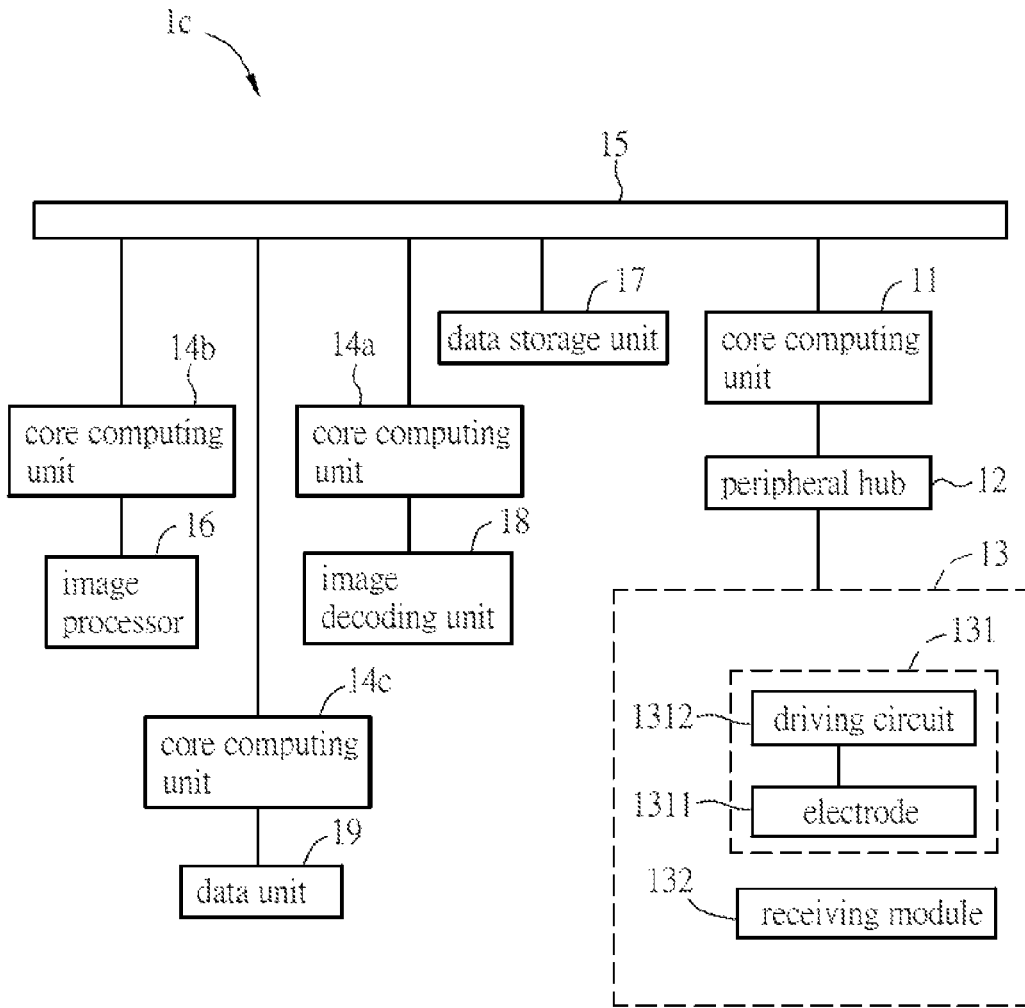 1c
15
17
data storage unit
11
core computing
unit
14b
core computing
unit
14a
core computing
unit
peripheral hub
12
16
image
processor
18
image
decoding unit
13
131
1312
driving circuit
1311
electrode
14c
core computing
unit
19
data unit
132
receiving module